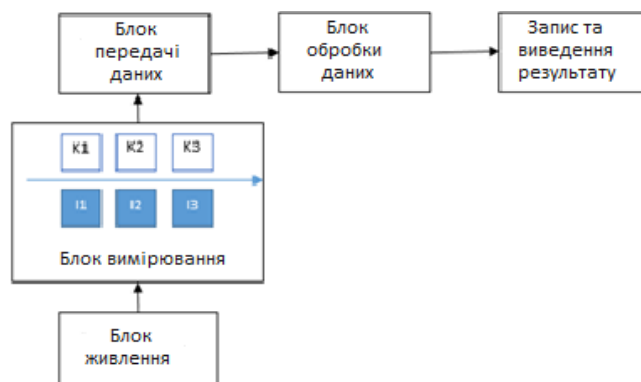 Блок
передачі
даних
Блок
обробки
даних
Запис та
виведення
результату
К1 К2 К3
І1 І2 І3
Блок вимірювання
Блок
живлення